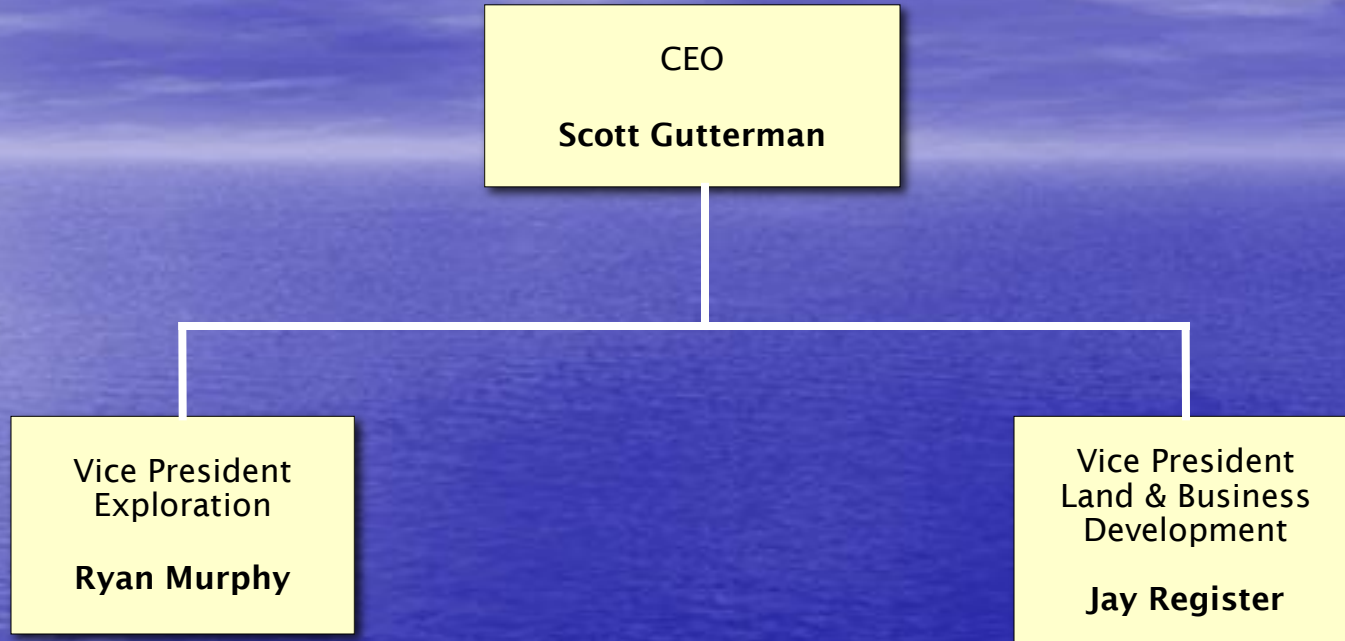 CEO
Scott Gutterman
Vice President
Exploration
Ryan Murphy
Vice President
Land & Business
Development
Jay Register